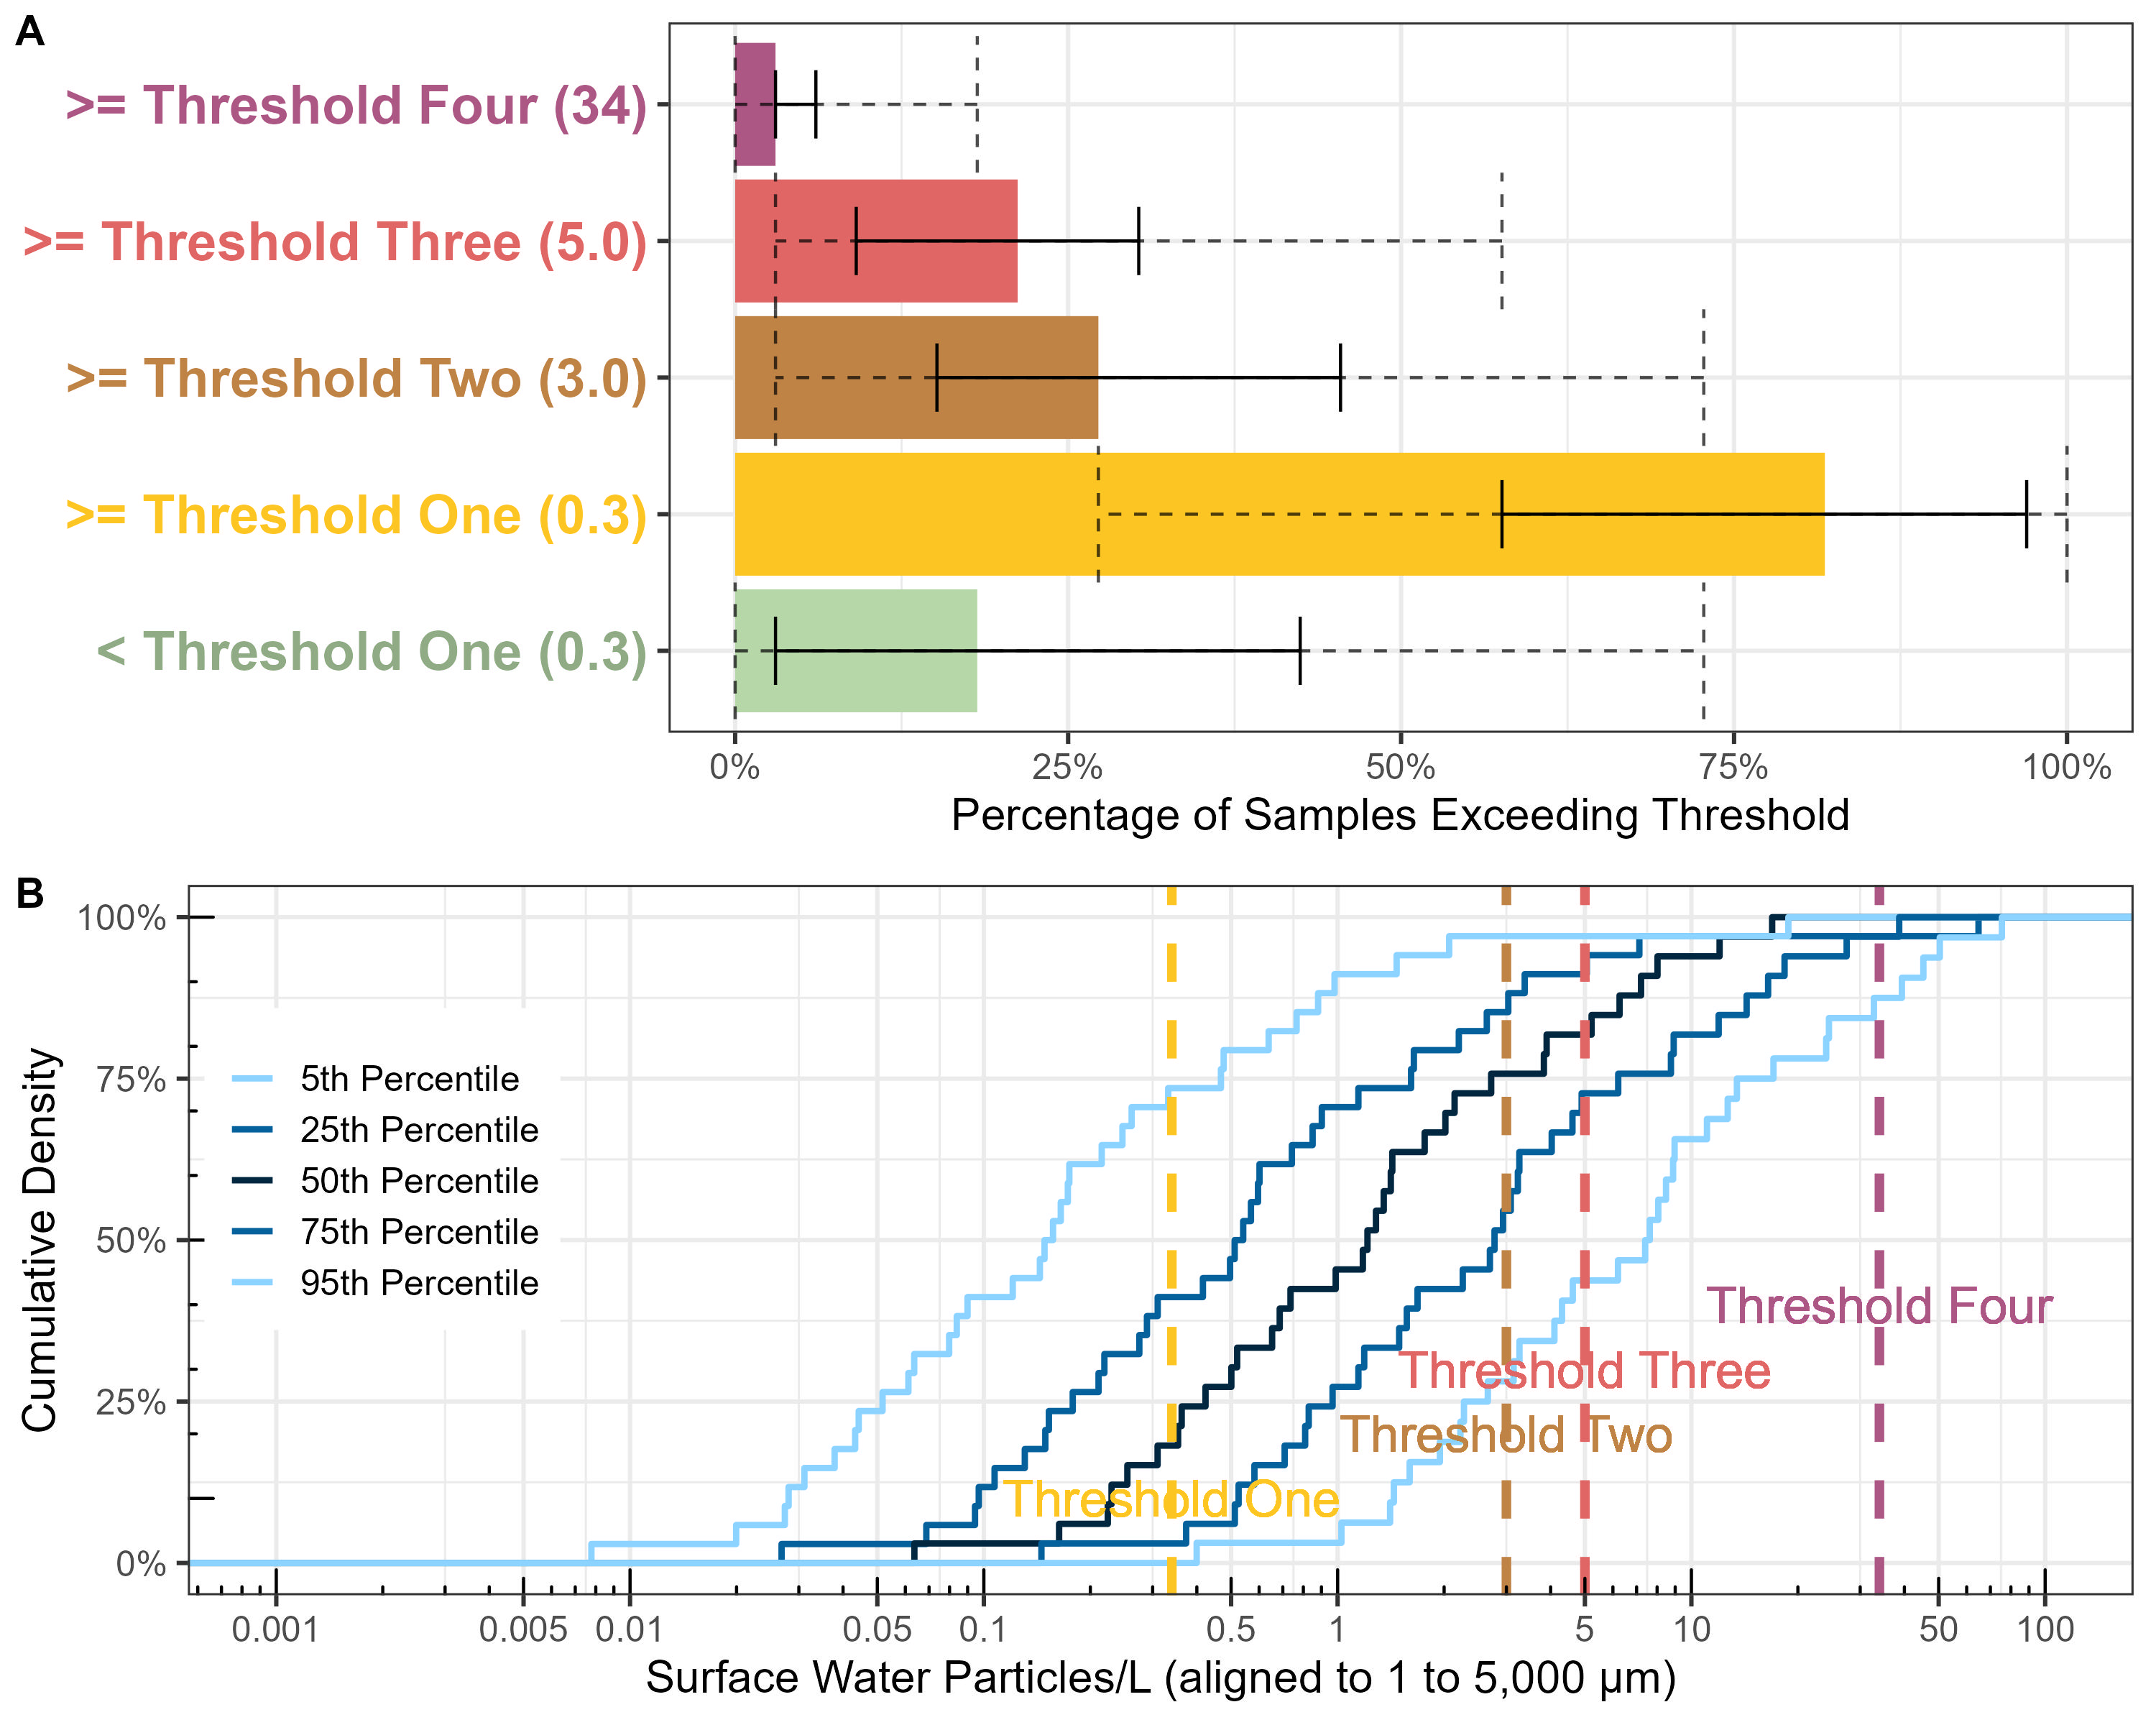 A
>= Threshold Four (34)
>= Threshold Three (5.0)
>= Threshold Two (3.0)
>= Threshold One (0.3)
< Threshold One (0.3)
0% 25% 50% 75% 100%
Percentage of Samples Exceeding Threshold
B
Cumulative Density
100%
75%
50%
25%
0%
5th Percentile
25th Percentile
50th Percentile
75th Percentile
95th Percentile
Threshold Four
Threshold Three
Threshold Two
Threshold One
0.001 0.005 0.01 0.05 0.1 0.5 1 5 10 50 100
Surface Water Particles/L (aligned to 1 to 5,000 µm)